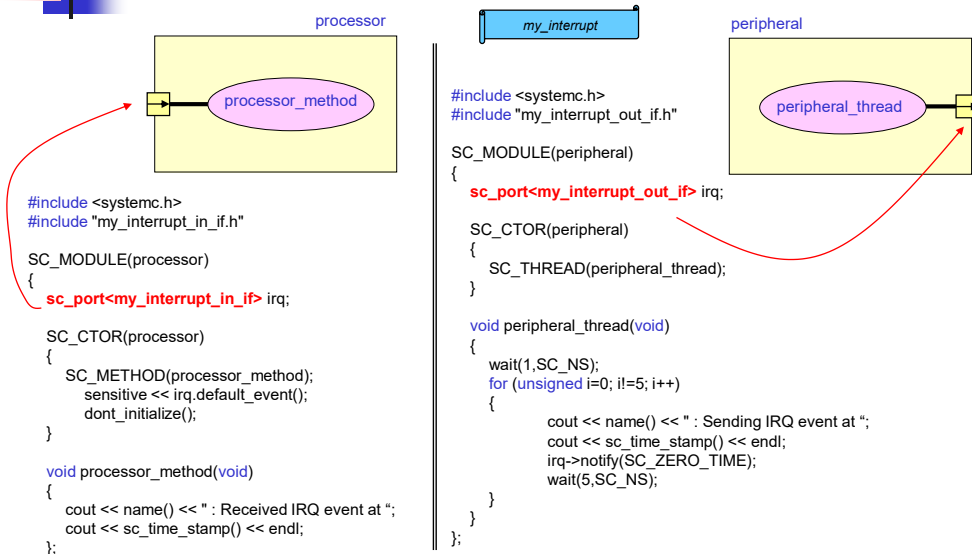 processor
processor_method
#include <systemc.h>
#include "my_interrupt_in_if.h"
SC_MODULE(processor)
{
sc_port<my_interrupt_in_if> irq;
SC_CTOR(processor)
{
SC_METHOD(processor_method);
sensitive << irq.default_event();
dont_initialize();
}
void processor_method(void)
{
cout << name() << " : Received IRQ event at “;
cout << sc_time_stamp() << endl;
};
my_interrupt
peripheral
peripheral_thread
#include <systemc.h>
#include "my_interrupt_out_if.h"
SC_MODULE(peripheral)
{
sc_port<my_interrupt_out_if> irq;
SC_CTOR(peripheral)
{
SC_THREAD(peripheral_thread);
}
void peripheral_thread(void)
{
wait(1,SC_NS);
for (unsigned i=0; i!=5; i++)
{
cout << name() << " : Sending IRQ event at “;
cout << sc_time_stamp() << endl;
irq->notify(SC_ZERO_TIME);
wait(5,SC_NS);
}
}
};